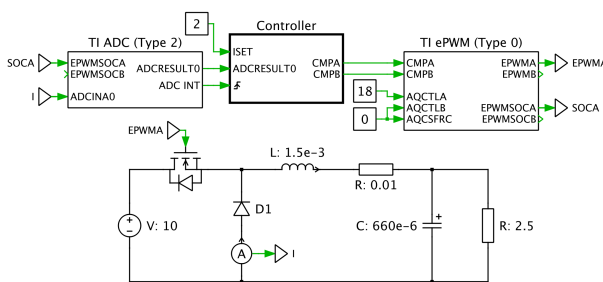 Controller
2
TI ADC (Type 2)
TI ePWM (Type 0)
SOCA
EPWMSOCA
EPWMSOCB
ADCRESULT0
ADC INT
I
ADCINA0
ISET
ADCRESULT0
CMPA
CMPB
CMPA
CMPB
18
AQCTLA
AQCTLB
0
AQCSFRC
EPWMA
EPWMB
EPWMSOCA
EPWMSOCB
EPWMA
SOCA
EPWMA
L: 1.5e-3
R: 0.01
V: 10
D1
A
I
C: 660e-6
R: 2.5